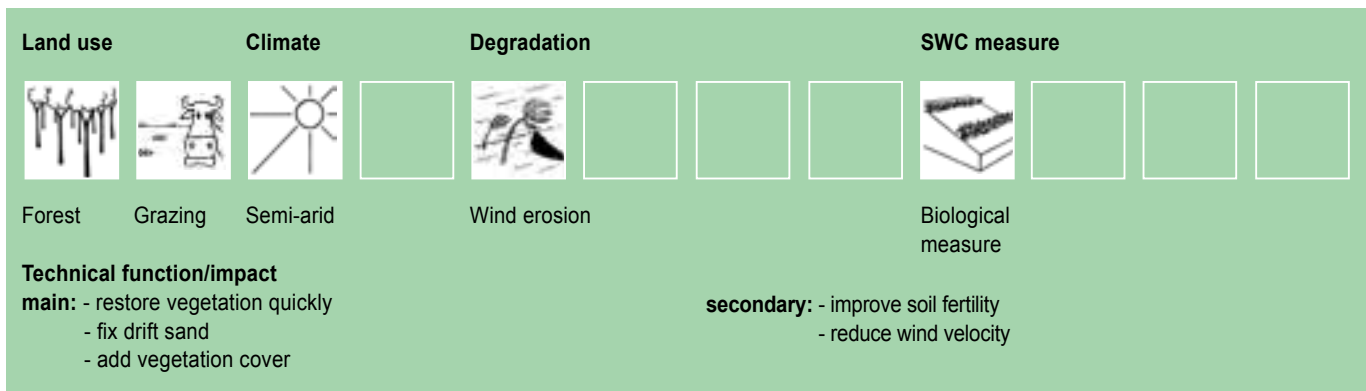 Land use Climate Degradation SWC measure
Forest Grazing Semi-arid Wind erosion Biological
measure
Technical function/impact
main: - restore vegetation quickly
- fix drift sand
- add vegetation cover
secondary: - improve soil fertility
- reduce wind velocity